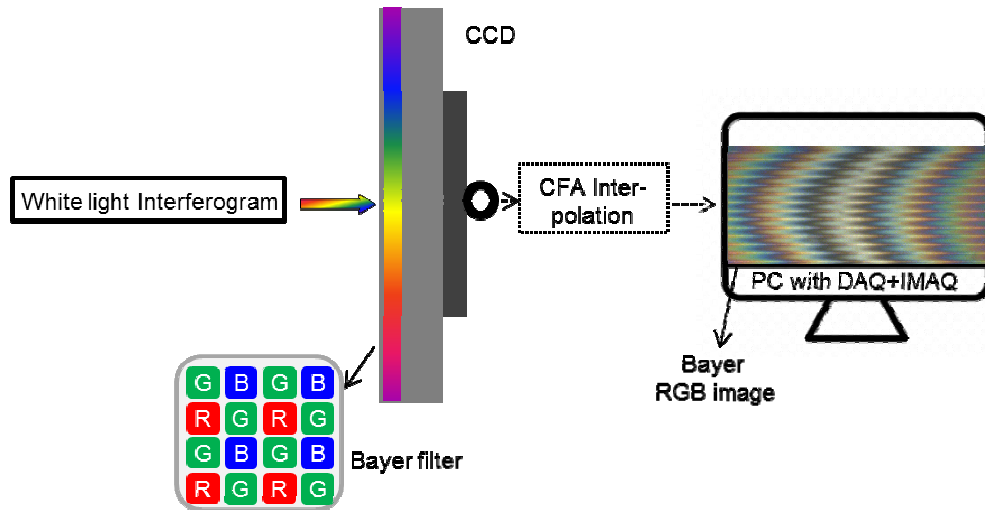 CCD
White light Interferogram
CFA Inter-
polation
PC with DAQ+IMAQ
Bayer
RGB image
G B G B
R G R G
G B G B
R G R G
Bayer filter